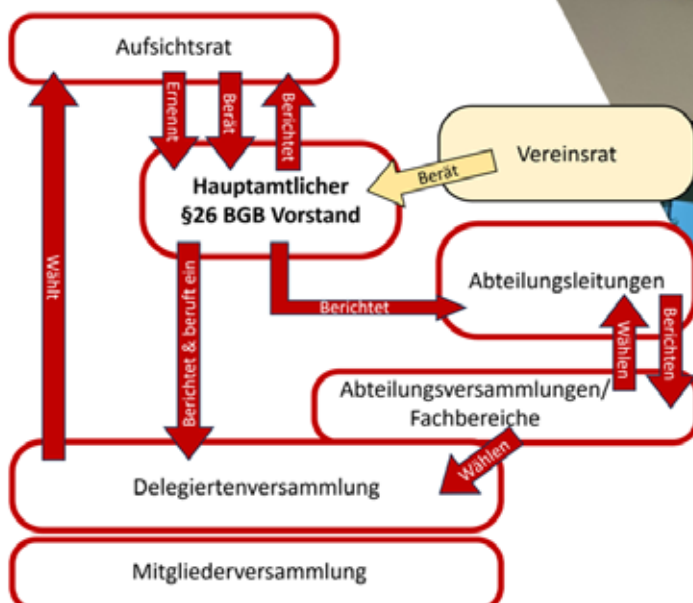 Aufsichtsrat
Ernennt
Berät
Berichtet
Vereinsrat
Berät
Hauptamtlicher
§26 BGB Vorstand
Wählt
Berichtet & beruft ein
Berichtet
Abteilungsleitungen
Wählen
Berichten
Abteilungsversammlungen/
Fachbereiche
Wählen
Delegiertenversammlung
Mitgliederversammlung